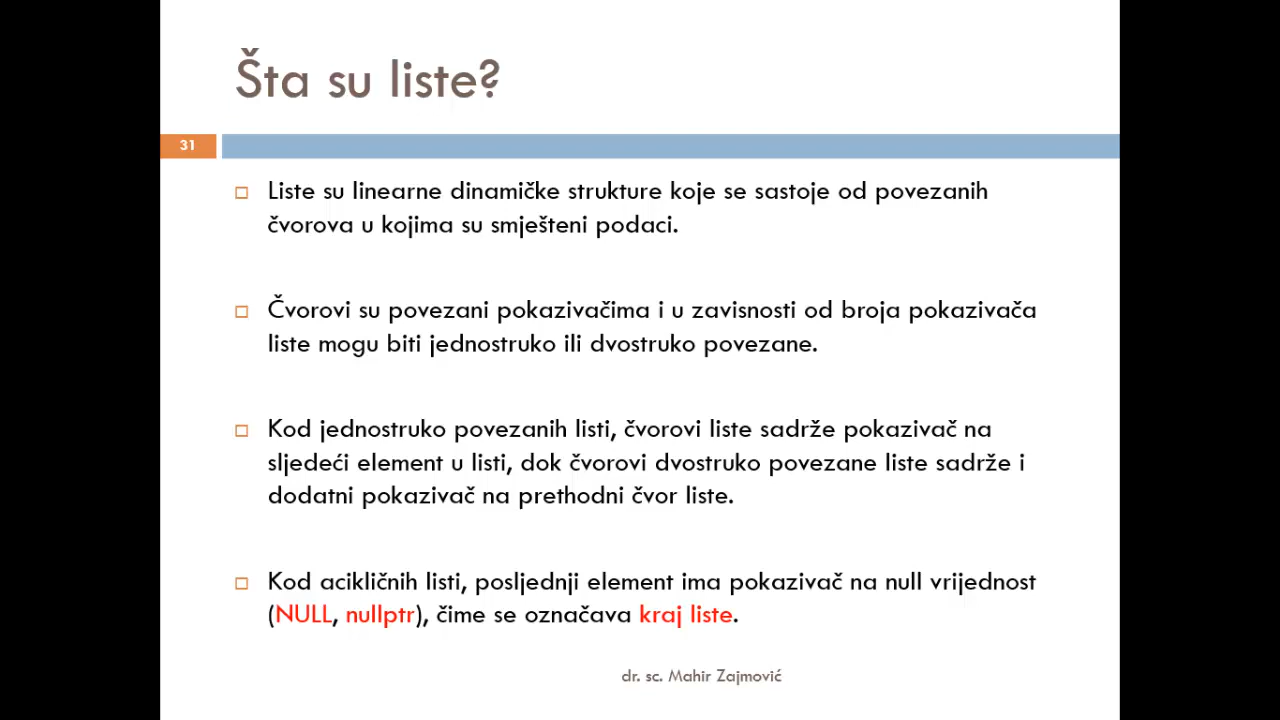 Šta su liste?
31
Liste su linearne dinamičke strukture koje se sastoje od povezanih
čvorova u kojima su smješteni podaci.
Čvorovi su povezani pokazivačima i u zavisnosti od broja pokazivača
liste mogu biti jednostruko ili dvostruko povezane.
Kod jednostruko povezanih listi, čvorovi liste sadrže pokazivač na
sljedeći element u listi, dok čvorovi dvostruko povezane liste sadrže i
dodatni pokazivač na prethodni čvor liste.
Kod acikličnih listi, posljednji element ima pokazivač na null vrijednost
(NULL, nullptr), čime se označava kraj liste.
dr. sc. Mahir Zajmović